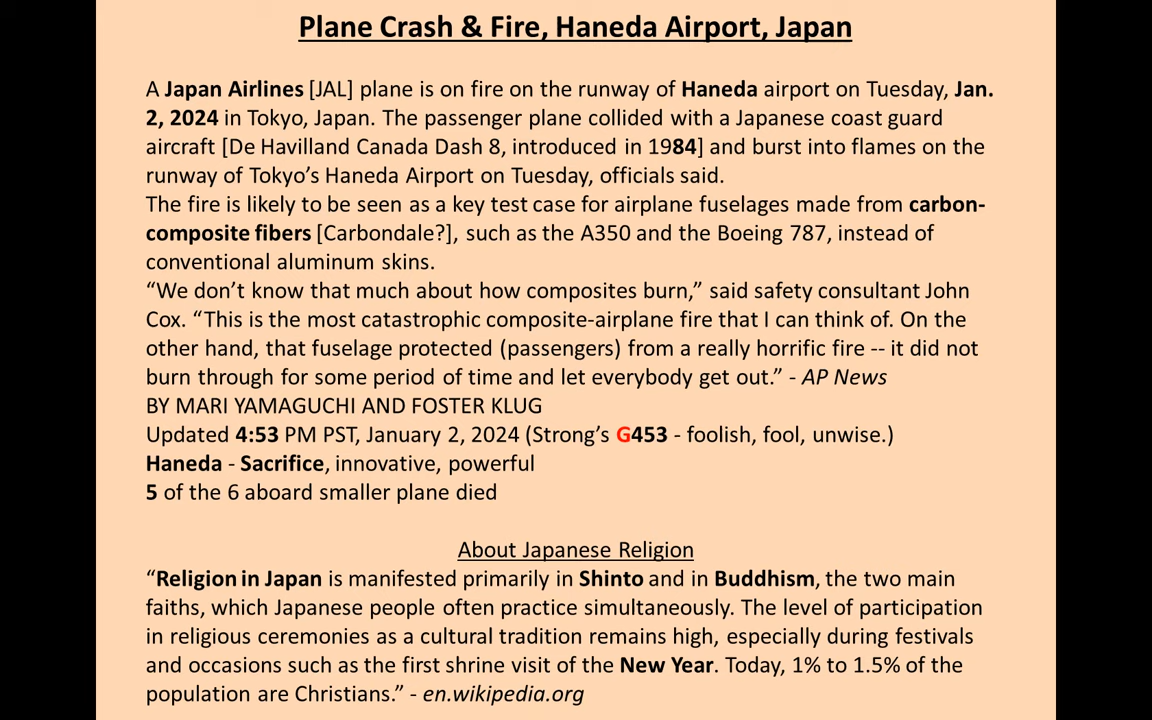 Plane Crash & Fire, Haneda Airport, Japan
A Japan Airlines [JAL] plane is on fire on the runway of Haneda airport on Tuesday, Jan.
2, 2024 in Tokyo, Japan. The passenger plane collided with a Japanese coast guard
aircraft [De Havilland Canada Dash 8, introduced in 1984] and burst into flames on the
runway of Tokyo’s Haneda Airport on Tuesday, officials said.
The fire is likely to be seen as a key test case for airplane fuselages made from carbon-
composite fibers [Carbondale?], such as the A350 and the Boeing 787, instead of
conventional aluminum skins.
“We don’t know that much about how composites burn,” said safety consultant John
Cox. “This is the most catastrophic composite-airplane fire that I can think of. On the
other hand, that fuselage protected (passengers) from a really horrific fire -- it did not
burn through for some period of time and let everybody get out.” - AP News
BY MARI YAMAGUCHI AND FOSTER KLUG
Updated 4:53 PM PST, January 2, 2024 (Strong’s G453 - foolish, fool, unwise.)
Haneda - Sacrifice, innovative, powerful
5 of the 6 aboard smaller plane died
About Japanese Religion
“Religion in Japan is manifested primarily in Shinto and in Buddhism, the two main
faiths, which Japanese people often practice simultaneously. The level of participation
in religious ceremonies as a cultural tradition remains high, especially during festivals
and occasions such as the first shrine visit of the New Year. Today, 1% to 1.5% of the
population are Christians.” - en.wikipedia.org